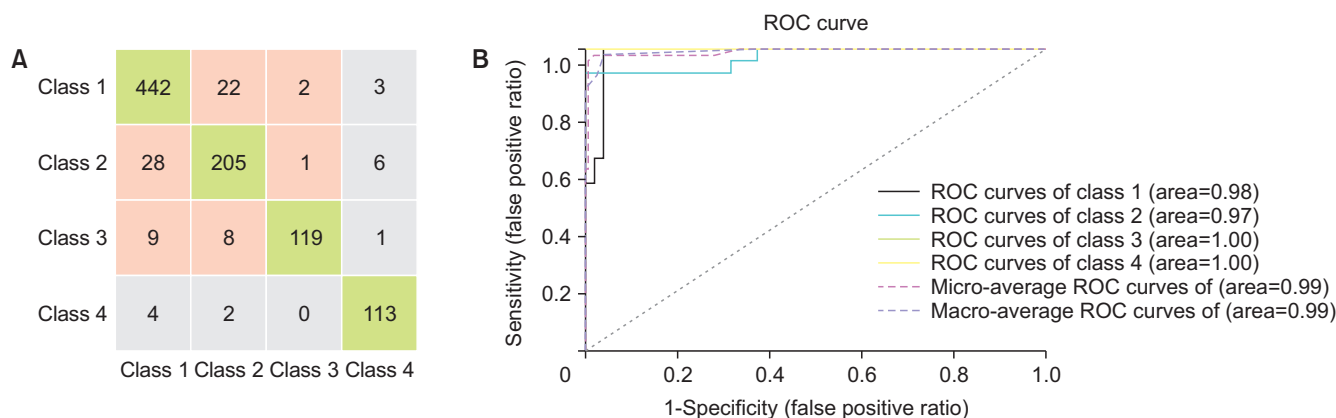 A
Class 1 442 22 2 3
Class 2 28 205 1 6
Class 3 9 8 119 1
Class 4 4 2 0 113
Class 1 Class 2 Class 3 Class 4
B
ROC curve
Sensitivity (false positive ratio)
1.0
0.8
0.6
0.4
0.2
ROC curves of class 1 (area=0.98)
ROC curves of class 2 (area=0.97)
ROC curves of class 3 (area=1.00)
ROC curves of class 4 (area=1.00)
Micro-average ROC curves of (area=0.99)
Macro-average ROC curves of (area=0.99)
0 0.2 0.4 0.6 0.8 1.0
1-Specificity (false positive ratio)